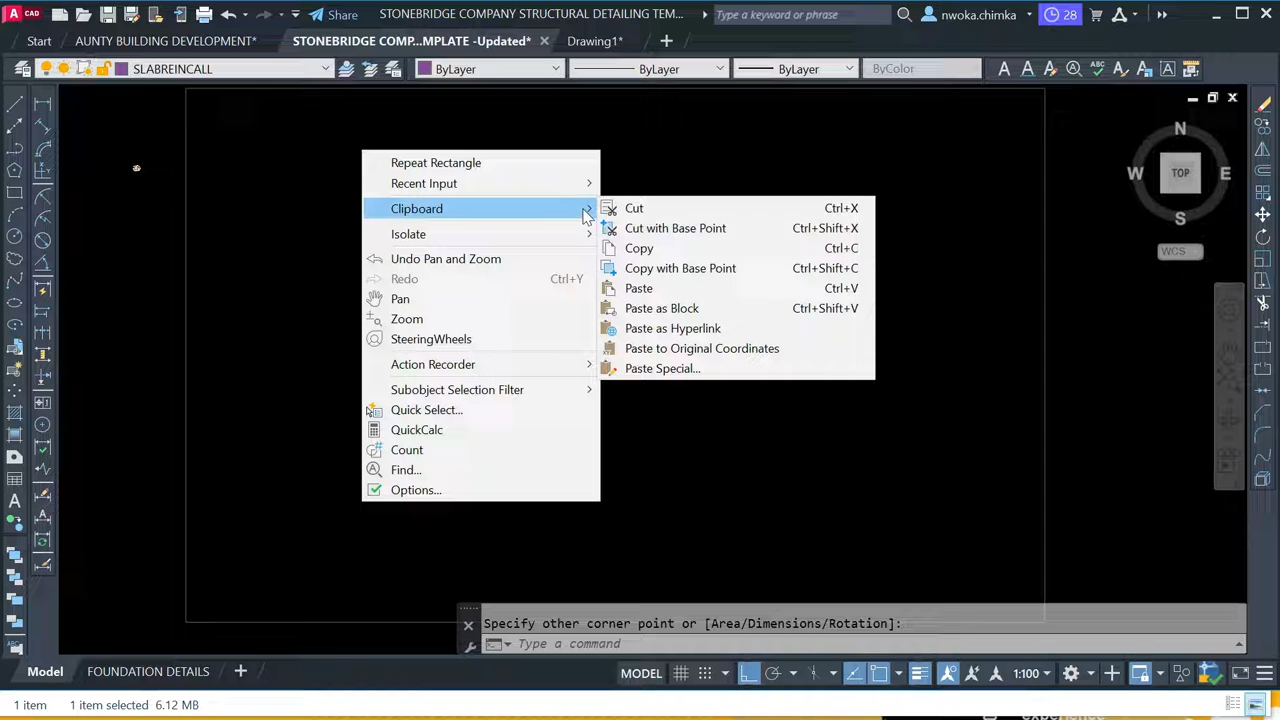 CAD
Share
STONEBRIDGE COMPANY STRUCTURAL DETAILING TEM...
Type a keyword or phrase
nwoka.chimka
28
Start
AUNTY BUILDING DEVELOPMENT*
STONEBRIDGE COMP...MPLATE -Updated*
Drawing1*
SLABREINCALL
ByLayer
ByLayer
ByLayer
ByColor
N
W
TOP
E
S
WCS
Repeat Rectangle
Recent Input
Clipboard
Isolate
Undo Pan and Zoom
Redo Ctrl+Y
Pan
Zoom
SteeringWheels
Action Recorder
Subobject Selection Filter
Quick Select...
QuickCalc
Count
Find...
Options...
Cut Ctrl+X
Cut with Base Point Ctrl+Shift+X
Copy Ctrl+C
Copy with Base Point Ctrl+Shift+C
Paste Ctrl+V
Paste as Block Ctrl+Shift+V
Paste as Hyperlink
Paste to Original Coordinates
Paste Special...
Specify other corner point or [Area/Dimensions/Rotation]:
Type a command
Model
FOUNDATION DETAILS
MODEL
1:100
1 item
1 item selected 6.12 MB